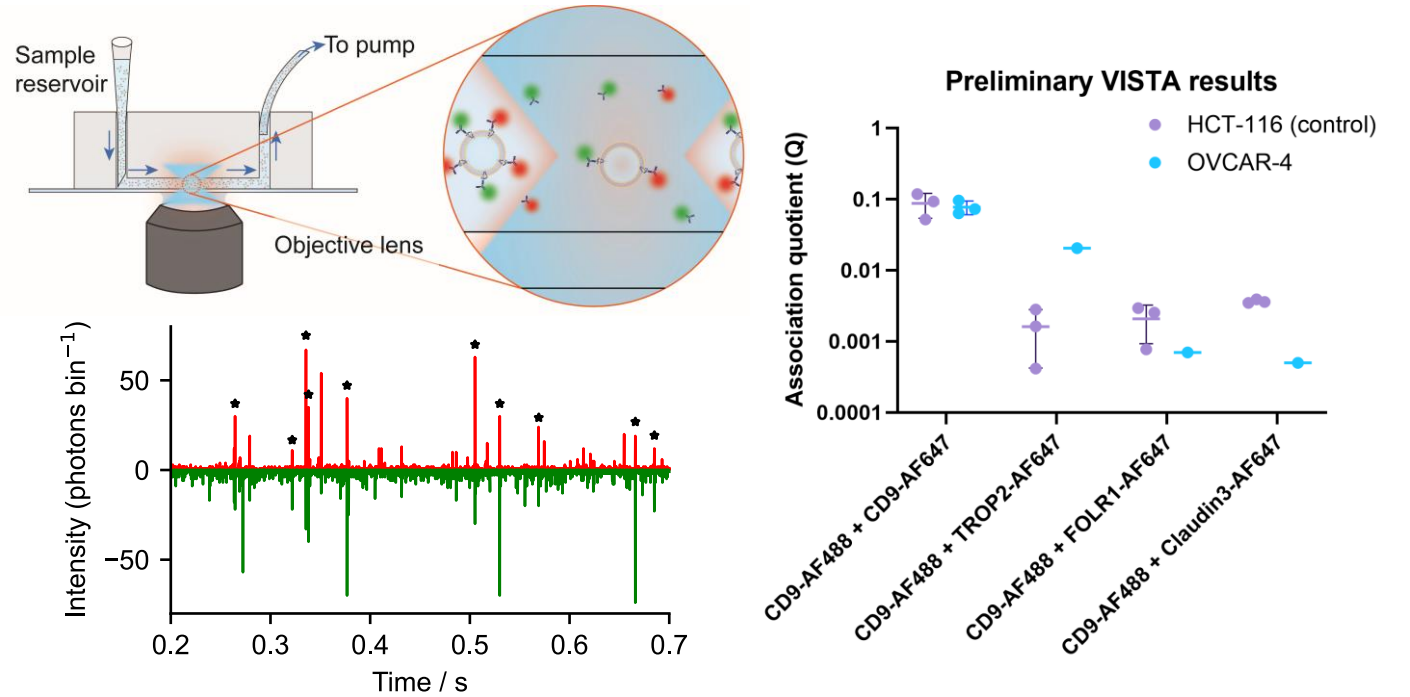 Sample
reservoir
To pump
Objective lens
Intensity (photons bin⁻¹)
50
0
−50
0.2 0.3 0.4 0.5 0.6 0.7
Time / s
Preliminary VISTA results
HCT-116 (control)
OVCAR-4
Association quotient (Q)
1
0.1
0.01
0.001
0.0001
CD9-AF488 + CD9-AF647
CD9-AF488 + TROP2-AF647
CD9-AF488 + FOLR1-AF647
CD9-AF488 + Claudin3-AF647